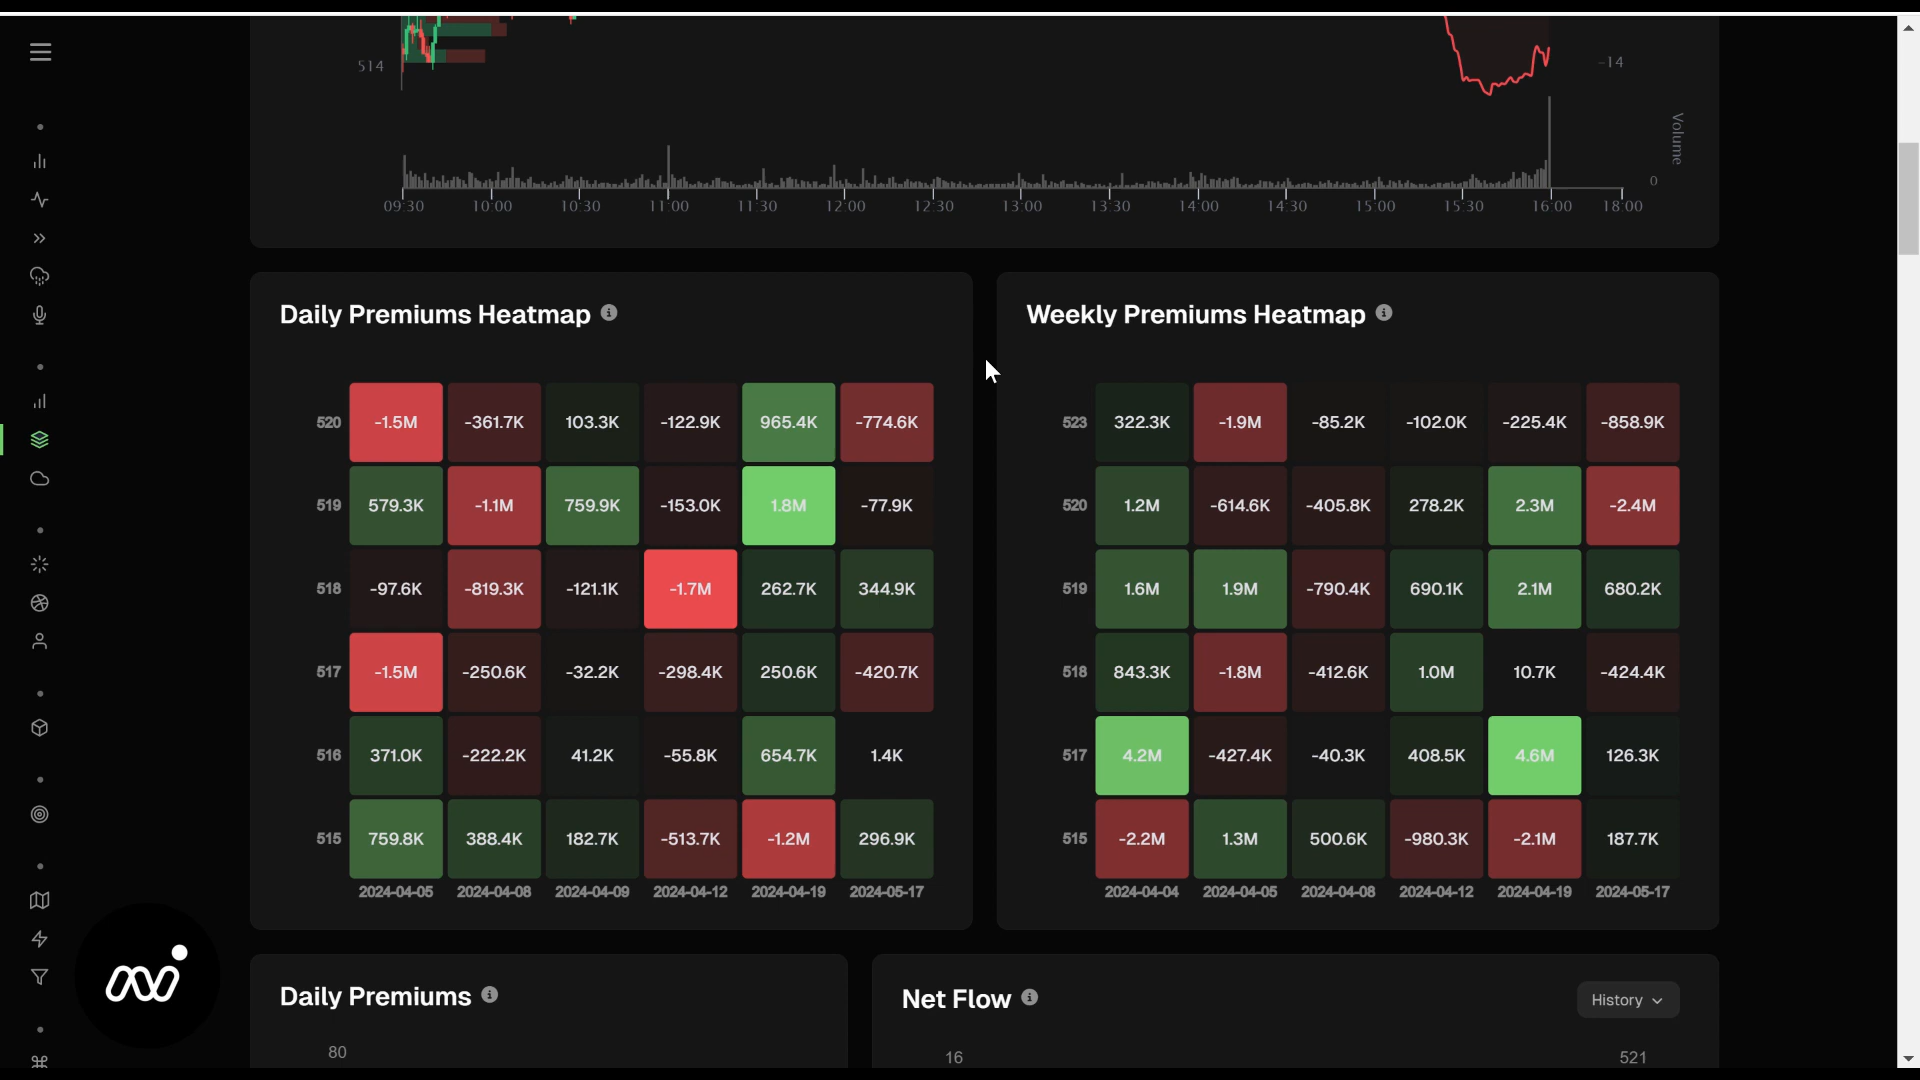 514
-14
Volume
0
09:30 10:00 10:30 11:00 11:30 12:00 12:30 13:00 13:30 14:00 14:30 15:00 15:30 16:00 18:00
Daily Premiums Heatmap
520 -1.5M -361.7K 103.3K -122.9K 965.4K -774.6K
519 579.3K -1.1M 759.9K -153.0K 1.8M -77.9K
518 -97.6K -819.3K -121.1K -1.7M 262.7K 344.9K
517 -1.5M -250.6K -32.2K -298.4K 250.6K -420.7K
516 371.0K -222.2K 41.2K -55.8K 654.7K 1.4K
515 759.8K 388.4K 182.7K -513.7K -1.2M 296.9K
2024-04-05 2024-04-08 2024-04-09 2024-04-12 2024-04-19 2024-05-17
Weekly Premiums Heatmap
523 322.3K -1.9M -85.2K -102.0K -225.4K -858.9K
520 1.2M -614.6K -405.8K 278.2K 2.3M -2.4M
519 1.6M 1.9M -790.4K 690.1K 2.1M 680.2K
518 843.3K -1.8M -412.6K 1.0M 10.7K -424.4K
517 4.2M -427.4K -40.3K 408.5K 4.6M 126.3K
515 -2.2M 1.3M 500.6K -980.3K -2.1M 187.7K
2024-04-04 2024-04-05 2024-04-08 2024-04-12 2024-04-19 2024-05-17
Daily Premiums
80
Net Flow
History
16
521